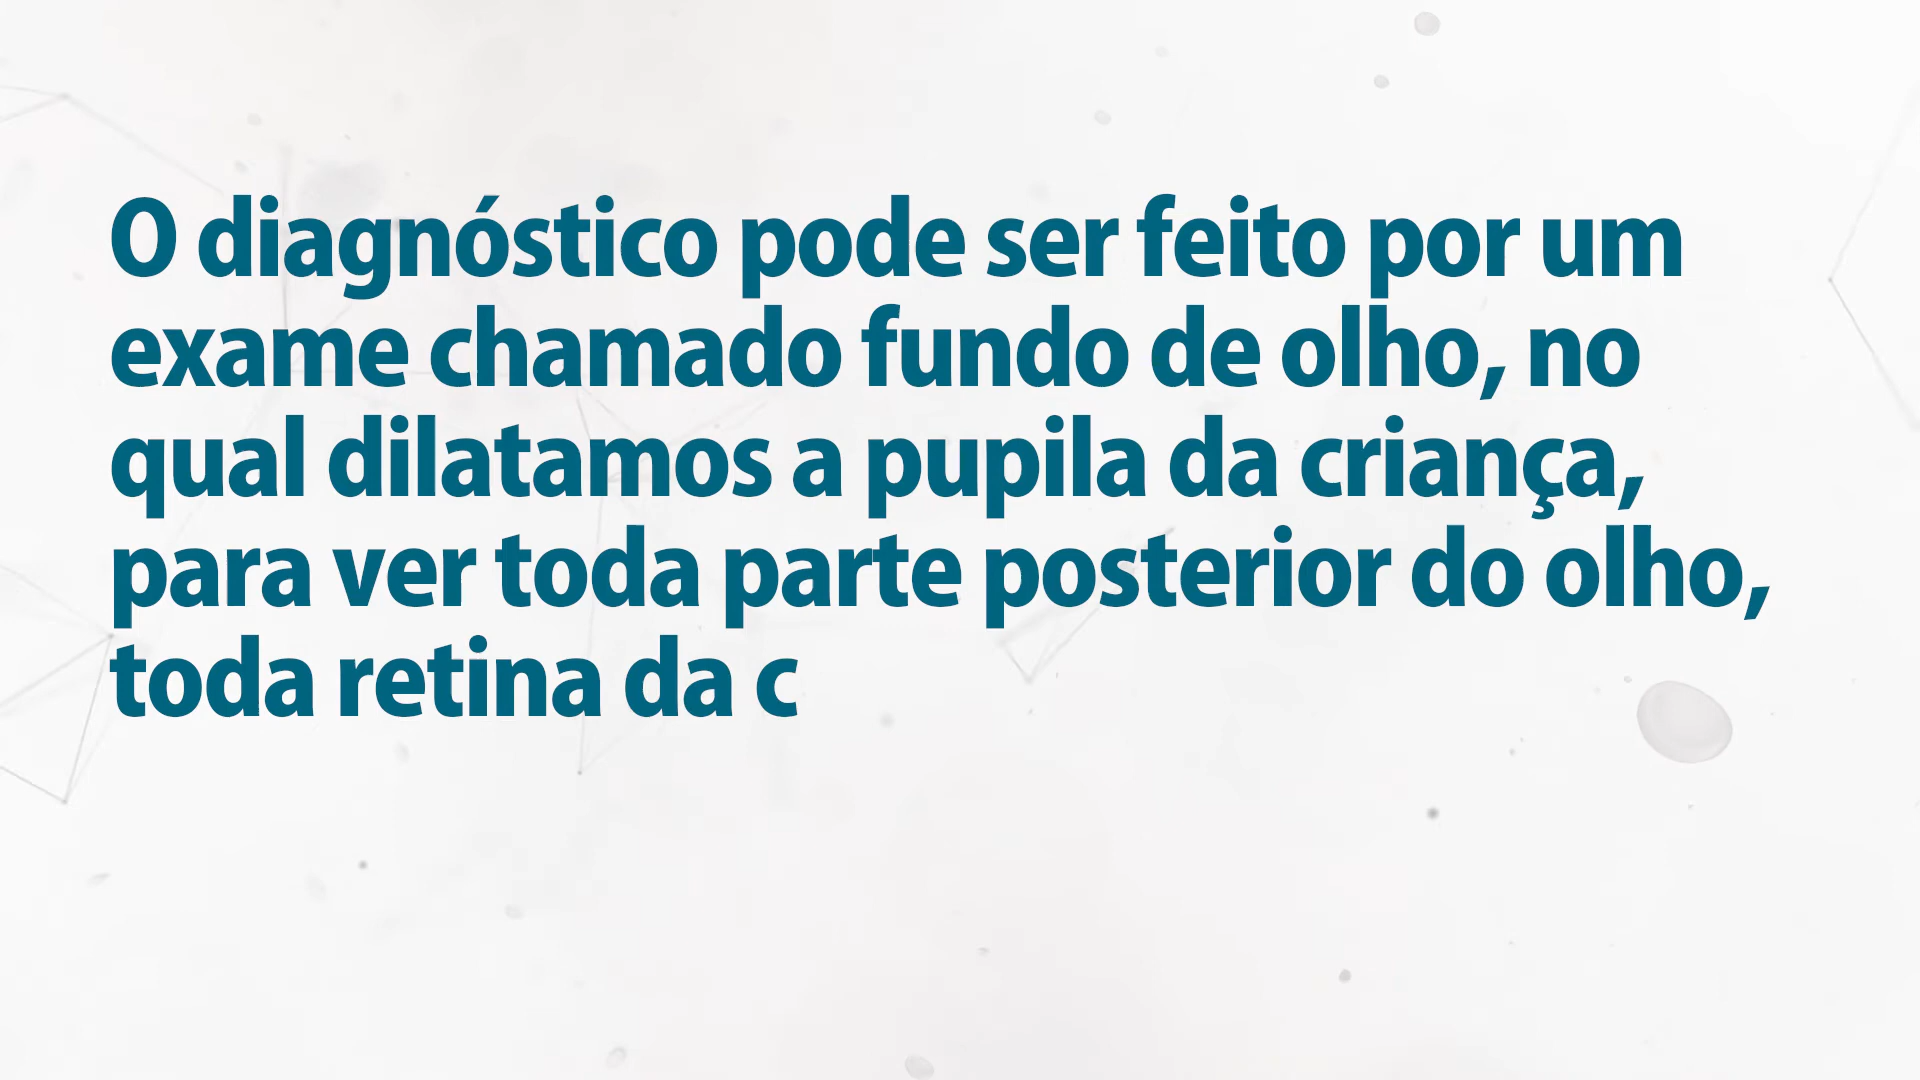 O diagnóstico pode ser feito por um
exame chamado fundo de olho, no
qual dilatamos a pupila da criança,
para ver toda parte posterior do olho,
toda retina da c